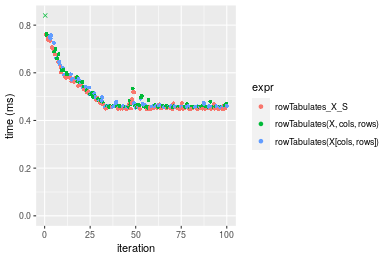 0.8
0.6
0.4
0.2
0.0
time (ms)
0
25
50
75
100
iteration
expr
rowTabulates_X_S
rowTabulates(X, cols, rows)
rowTabulates(X[cols, rows])